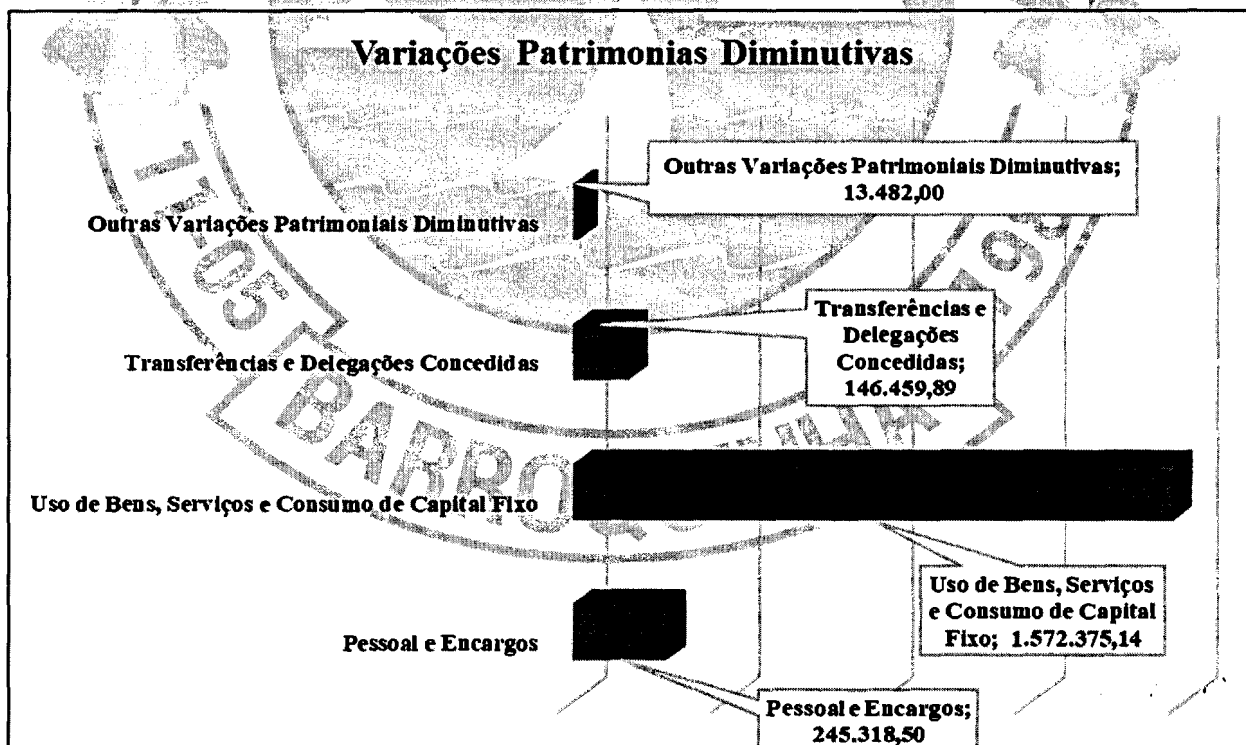 Variações Patrimonias Diminutivas
Outras Variações Patrimoniais Diminutivas;
13.482,00
Outras Variações Patrimoniais Diminutivas
Transferências e
Delegações
Concedidas;
146.459,89
Transferências e Delegações Concedidas
Uso de Bens, Serviços e Consumo de Capital Fixo
Uso de Bens, Serviços
e Consumo de Capital
Fixo; 1.572.375,14
Pessoal e Encargos
Pessoal e Encargos;
245.318,50
11-05